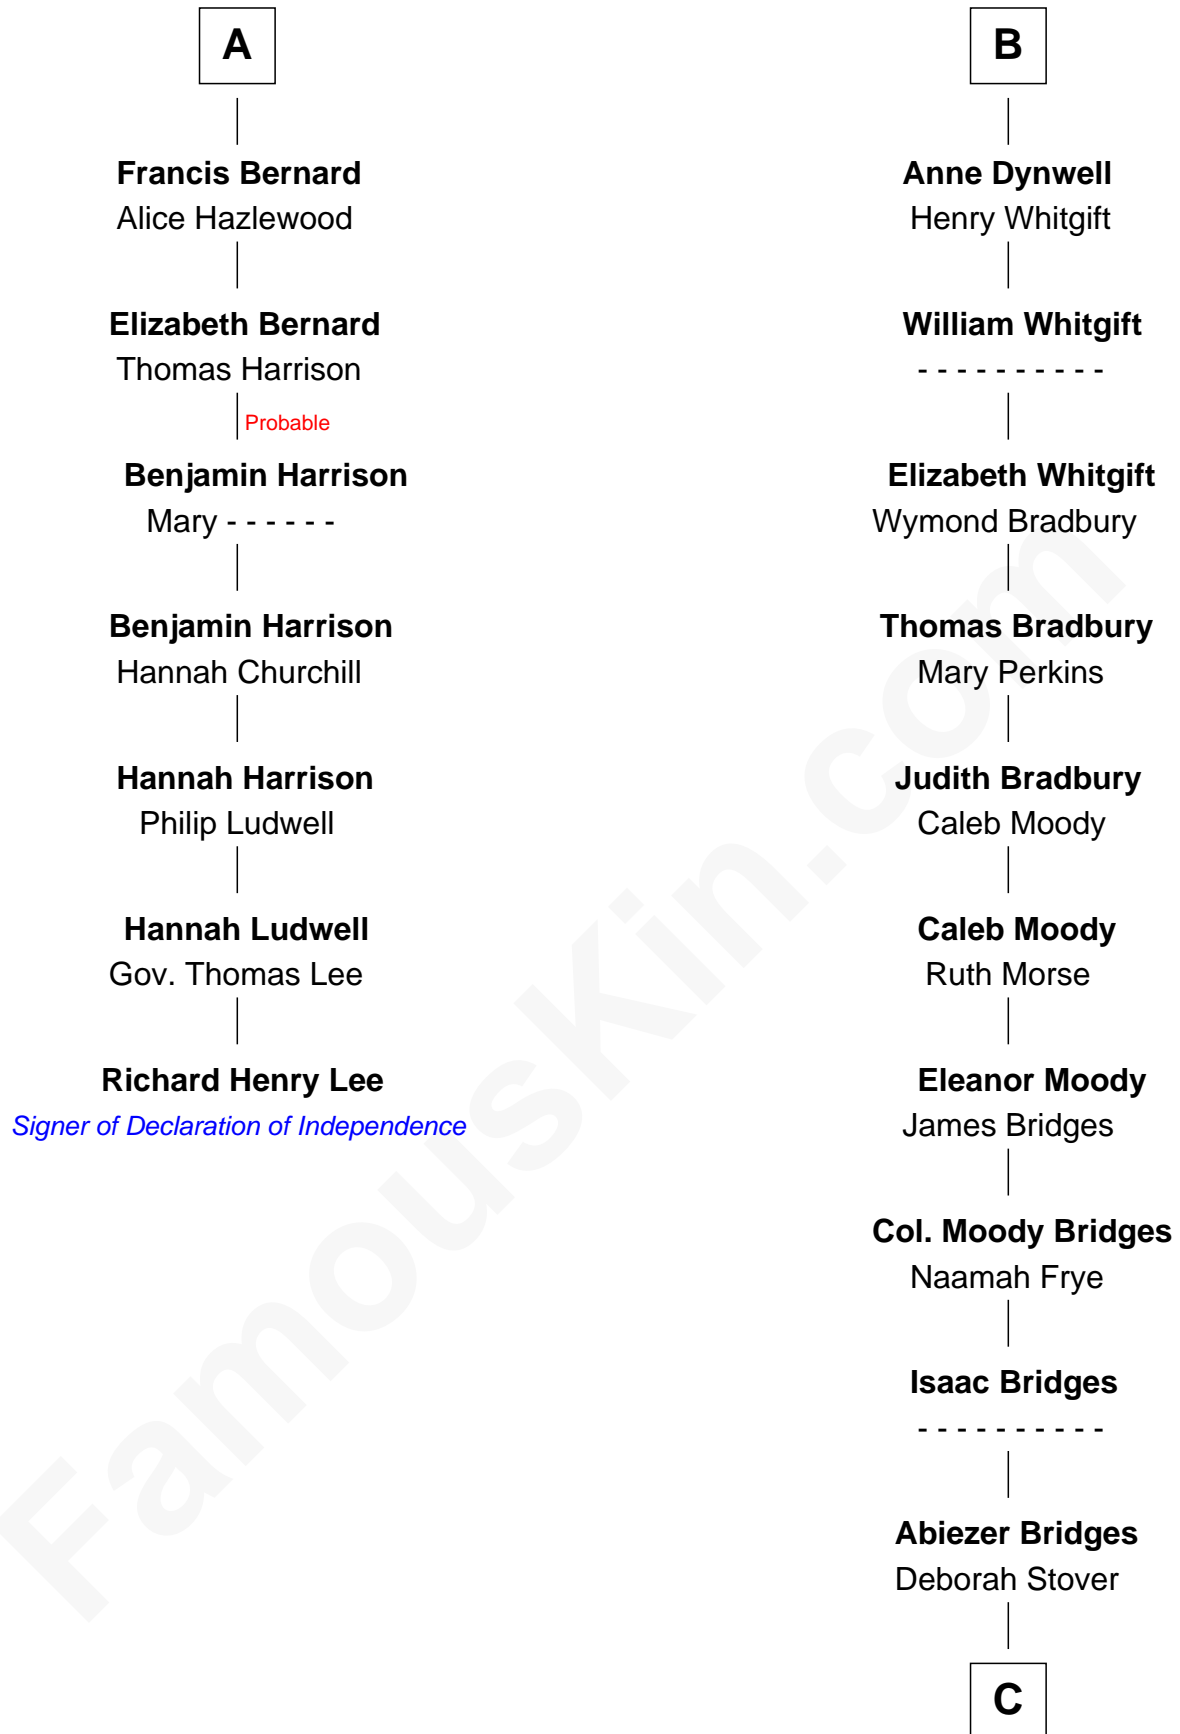 A
Francis Bernard
Alice Hazlewood
Elizabeth Bernard
Thomas Harrison
Probable
Benjamin Harrison
Mary - - - - - -
Benjamin Harrison
Hannah Churchill
Hannah Harrison
Philip Ludwell
Hannah Ludwell
Gov. Thomas Lee
Richard Henry Lee
Signer of Declaration of Independence
B
Anne Dynwell
Henry Whitgift
William Whitgift
- - - - - - - - - -
Elizabeth Whitgift
Wymond Bradbury
Thomas Bradbury
Mary Perkins
Judith Bradbury
Caleb Moody
Caleb Moody
Ruth Morse
Eleanor Moody
James Bridges
Col. Moody Bridges
Naamah Frye
Isaac Bridges
- - - - - - - - - -
Abiezer Bridges
Deborah Stover
C
FamousKin.com